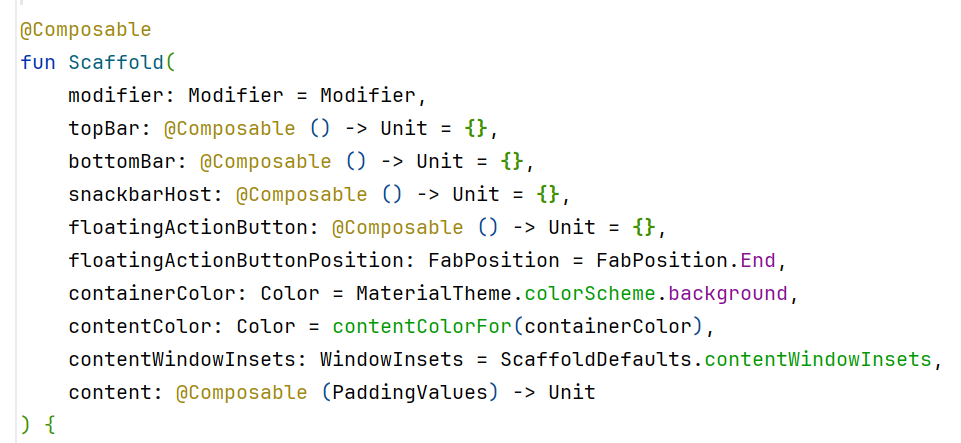 @Composable
fun Scaffold(
    modifier: Modifier = Modifier,
    topBar: @Composable () -> Unit = {},
    bottomBar: @Composable () -> Unit = {},
    snackbarHost: @Composable () -> Unit = {},
    floatingActionButton: @Composable () -> Unit = {},
    floatingActionButtonPosition: FabPosition = FabPosition.End,
    containerColor: Color = MaterialTheme.colorScheme.background,
    contentColor: Color = contentColorFor(containerColor),
    contentWindowInsets: WindowInsets = ScaffoldDefaults.contentWindowInsets,
    content: @Composable (PaddingValues) -> Unit
) {